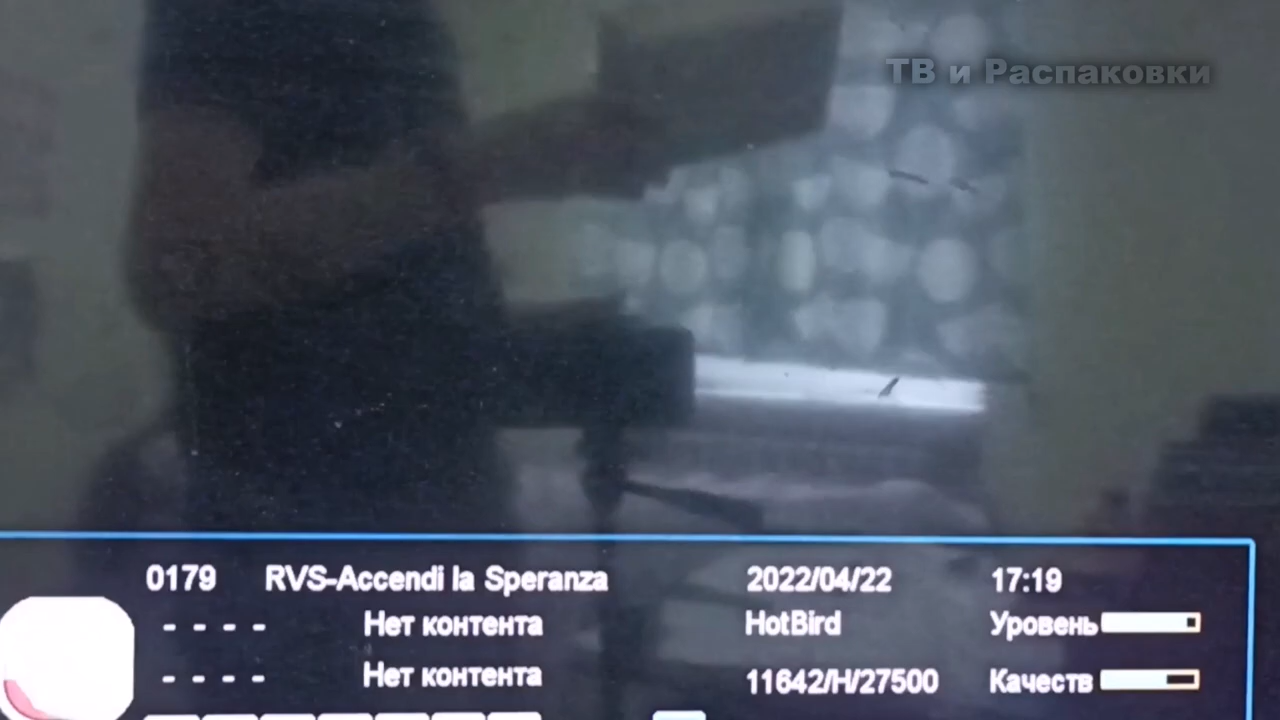 ТВ и Распаковки
0179 RVS-Accendi la Speranza 2022/04/22 17:19
- - - - Нет контента HotBird Уровень
- - - - Нет контента 11642/H/27500 Качеств